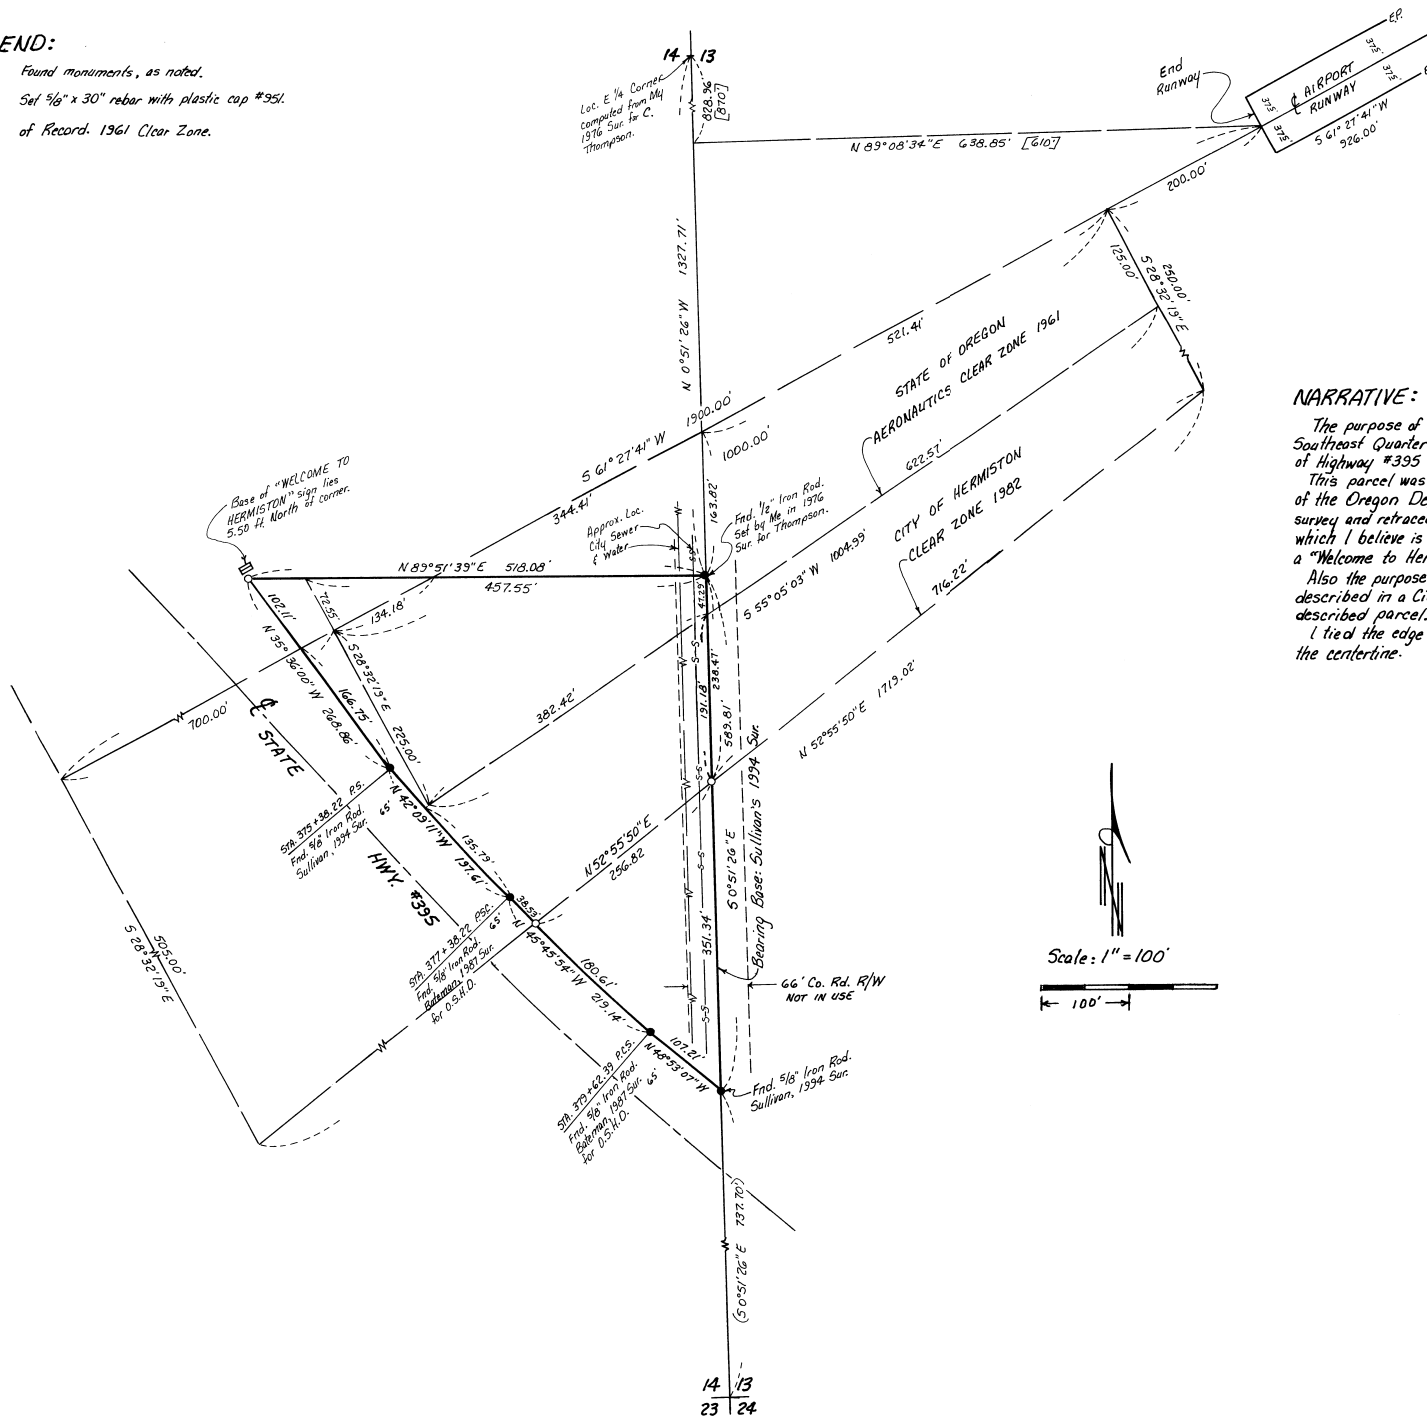 END:
Found monuments, as noted.
Set 5/8" x 30" rebar with plastic cap #951.
of Record. 1961 Clear Zone.
14 13
Loc. E 1/4 Corner
computed from My
1976 Sur. for C.
Thompson.
828.96
[870']
N 89°08'34"E 638.85' [610']
End
Runway
E.P.
37.5'
37.5'
37.5'
37.5'
℄ AIRPORT
RUNWAY
S 61° 27' 41" W
926.00'
200.00'
N 0°51'26" W 1327.71'
125.00'
250.00'
S 28°32'19" E
521.41'
STATE OF OREGON
AERONAUTICS CLEAR ZONE 1961
1900.00'
S 61° 27' 41" W
1000.00'
344.41'
622.57'
CITY OF HERMISTON
CLEAR ZONE 1982
716.22'
NARRATIVE:
The purpose of
Southeast Quarter
of Highway #395
This parcel was
of the Oregon De
survey and retrace
which I believe is
a "Welcome to Her
Also the purpose
described in a Ci
described parcel.
I tied the edge
the centerline.
Base of "WELCOME TO
HERMISTON" sign lies
5.50 ft. North of corner.
Approx. Loc.
City Sewer
& Water
163.82'
Fnd. 1/2" Iron Rod.
Set by Me in 1976
Sur. for Thompson.
N 89°51'39"E 518.08'
457.55'
47.29'
S 55°05'03" W 1004.99'
102.11'
72.55'
134.18'
N 35° 36'00" W 268.86'
166.75'
S 28°32'19" E 225.00'
382.42'
S-S
191.18'
238.47'
589.81'
N 52°55'50" E 1719.02'
700.00'
℄ STATE
HWY. #395
STA. 375+38.22 P.S.
Fnd. 5/8" Iron Rod.
Sullivan, 1994 Sur.
65'
N 42°09'11" W 197.61'
135.79'
N 52°55'50" E
256.82
S 0°51'26" E
Bearing Base: Sullivan's 1994 Sur.
351.34'
505.00'
S 28°32'19" E
STA. 377+38.22 P.S.C.
Fnd. 5/8" Iron Rod.
Bateman, 1987 Sur.
for O.S.H.D.
65'
38.53'
N 45°45'54" W 219.14'
180.61'
66' Co. Rd. R/W
NOT IN USE
Scale: 1" = 100'
100'
STA. 379+62.39 P.C.S.
Fnd. 5/8" Iron Rod.
Bateman, 1987 Sur.
for O.S.H.D.
65'
107.21'
N 48°53'07" W
Fnd. 5/8" Iron Rod.
Sullivan, 1994 Sur.
(S 0°51'26" E 737.70')
14 13
23 24